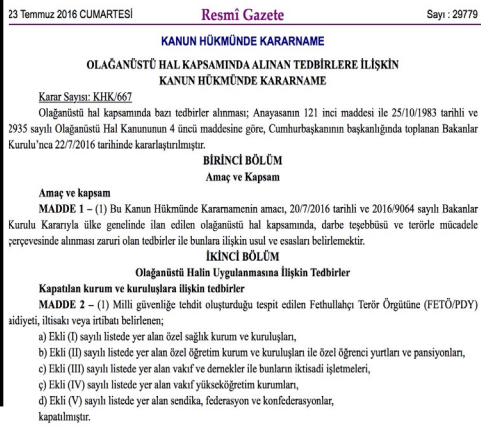 23 Temmuz 2016 CUMARTESİ Resmî Gazete Sayı : 29779
KANUN HÜKMÜNDE KARARNAME
OLAĞANÜSTÜ HAL KAPSAMINDA ALINAN TEDBİRLERE İLİŞKİN
KANUN HÜKMÜNDE KARARNAME
Karar Sayısı: KHK/667
Olağanüstü hal kapsamında bazı tedbirler alınması; Anayasanın 121 inci maddesi ile 25/10/1983 tarihli ve
2935 sayılı Olağanüstü Hal Kanununun 4 üncü maddesine göre, Cumhurbaşkanının başkanlığında toplanan Bakanlar
Kurulu'nca 22/7/2016 tarihinde kararlaştırılmıştır.
BİRİNCİ BÖLÜM
Amaç ve Kapsam
Amaç ve kapsam
MADDE 1 – (1) Bu Kanun Hükmünde Kararnamenin amacı, 20/7/2016 tarihli ve 2016/9064 sayılı Bakanlar
Kurulu Kararıyla ülke genelinde ilan edilen olağanüstü hal kapsamında, darbe teşebbüsü ve terörle mücadele
çerçevesinde alınması zaruri olan tedbirler ile bunlara ilişkin usul ve esasları belirlemektir.
İKİNCİ BÖLÜM
Olağanüstü Halin Uygulanmasına İlişkin Tedbirler
Kapatılan kurum ve kuruluşlara ilişkin tedbirler
MADDE 2 – (1) Milli güvenliğe tehdit oluşturduğu tespit edilen Fethullahçı Terör Örgütüne (FETÖ/PDY)
aidiyeti, iltisakı veya irtibatı belirlenen;
a) Ekli (I) sayılı listede yer alan özel sağlık kurum ve kuruluşları,
b) Ekli (II) sayılı listede yer alan özel öğretim kurum ve kuruluşları ile özel öğrenci yurtları ve pansiyonları,
c) Ekli (III) sayılı listede yer alan vakıf ve dernekler ile bunların iktisadi işletmeleri,
ç) Ekli (IV) sayılı listede yer alan vakıf yükseköğretim kurumları,
d) Ekli (V) sayılı listede yer alan sendika, federasyon ve konfederasyonlar,
kapatılmıştır.